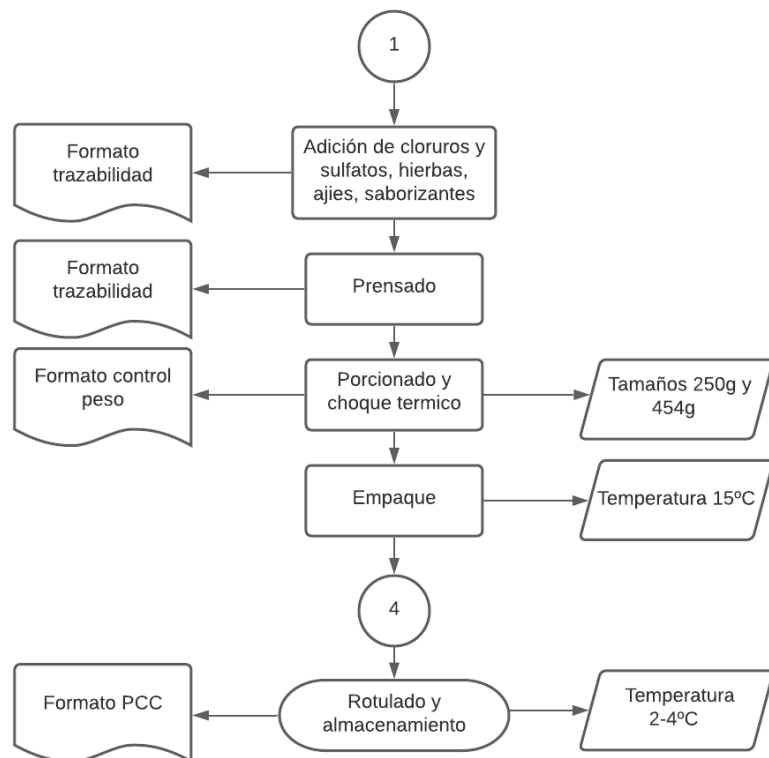 1
Formato
trazabilidad
Adición de cloruros y
sulfatos, hierbas,
ajies, saborizantes
Formato
trazabilidad
Prensado
Formato control
peso
Porcionado y
choque termico
Tamaños 250g y
454g
Empaque
Temperatura 15ºC
4
Formato PCC
Rotulado y
almacenamiento
Temperatura
2-4ºC